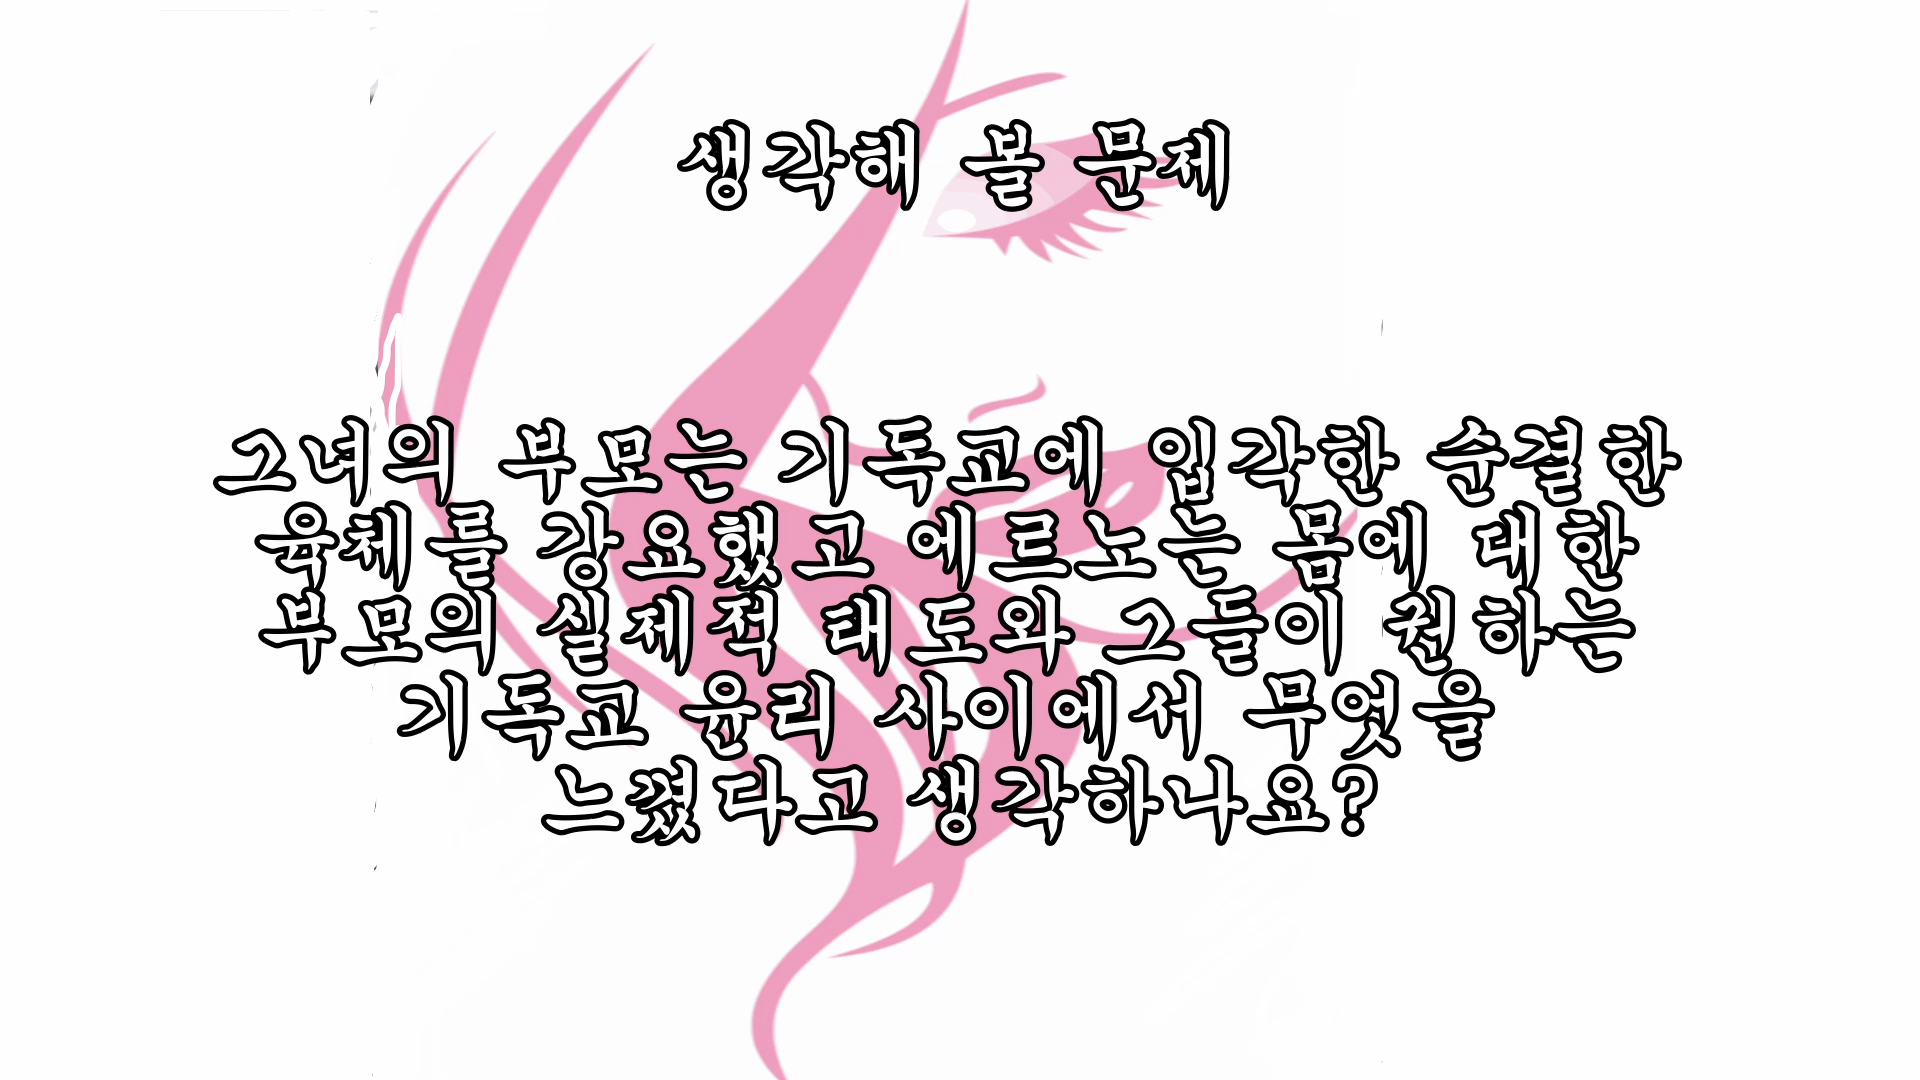 생각해 볼 문제
그녀의 부모는 기독교에 입각한 순결한
육체를 강요했고 에르노는 몸에 대한
부모의 실제적 태도와 그들이 권하는
기독교 윤리 사이에서 무엇을
느꼈다고 생각하나요?